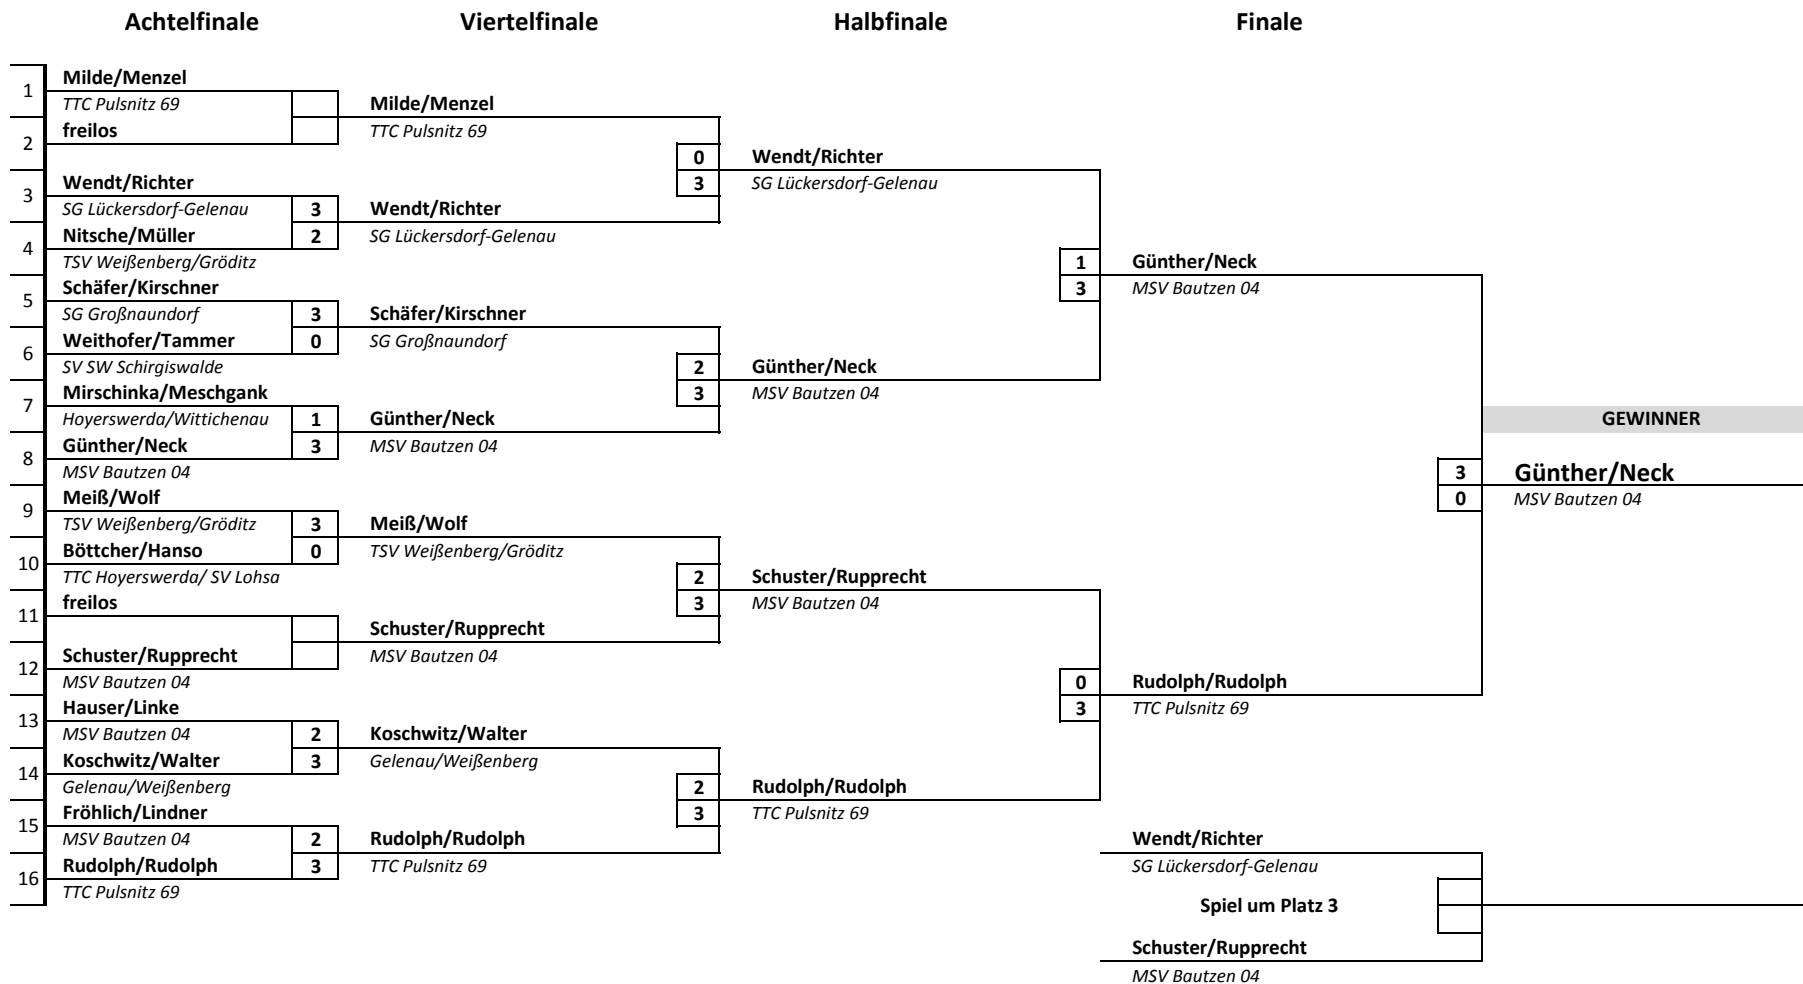 Achtelfinale Viertelfinale Halbfinale Finale
1 Milde/Menzel
TTC Pulsnitz 69
2 freilos
3 Wendt/Richter
SG Lückersdorf-Gelenau 3
4 Nitsche/Müller 2
TSV Weißenberg/Gröditz
5 Schäfer/Kirschner
SG Großnaundorf 3
6 Weithofer/Tammer 0
SV SW Schirgiswalde
7 Mirschinka/Meschgank
Hoyerswerda/Wittichenau 1
8 Günther/Neck 3
MSV Bautzen 04
9 Meiß/Wolf
TSV Weißenberg/Gröditz 3
10 Böttcher/Hanso 0
TTC Hoyerswerda/ SV Lohsa
11 freilos
12 Schuster/Rupprecht
MSV Bautzen 04
13 Hauser/Linke
MSV Bautzen 04 2
14 Koschwitz/Walter 3
Gelenau/Weißenberg
15 Fröhlich/Lindner
MSV Bautzen 04 2
16 Rudolph/Rudolph 3
TTC Pulsnitz 69
Milde/Menzel
TTC Pulsnitz 69
0
3
Wendt/Richter
SG Lückersdorf-Gelenau
Schäfer/Kirschner
SG Großnaundorf
2
3
Günther/Neck
MSV Bautzen 04
Meiß/Wolf
TSV Weißenberg/Gröditz
2
3
Schuster/Rupprecht
MSV Bautzen 04
Koschwitz/Walter
Gelenau/Weißenberg
2
3
Rudolph/Rudolph
TTC Pulsnitz 69
Wendt/Richter
SG Lückersdorf-Gelenau
1
3
Günther/Neck
MSV Bautzen 04
Schuster/Rupprecht
MSV Bautzen 04
0
3
Rudolph/Rudolph
TTC Pulsnitz 69
Günther/Neck
MSV Bautzen 04
3
0
Rudolph/Rudolph
TTC Pulsnitz 69
GEWINNER
Günther/Neck
MSV Bautzen 04
Wendt/Richter
SG Lückersdorf-Gelenau
Spiel um Platz 3
Schuster/Rupprecht
MSV Bautzen 04